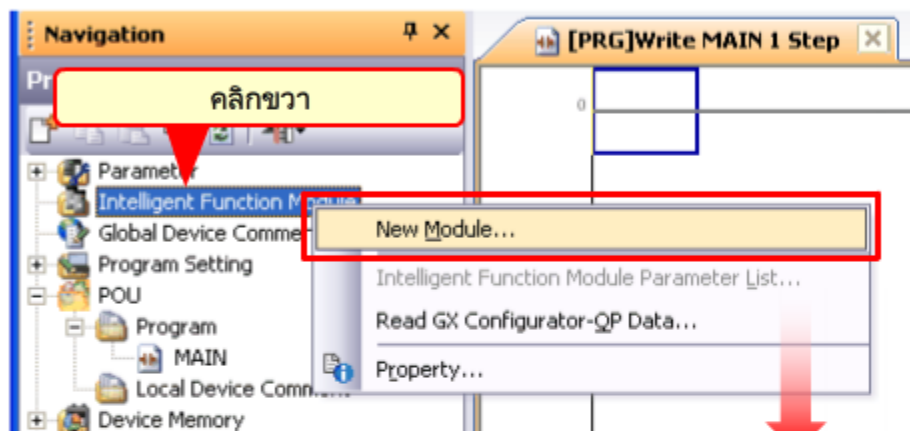 Navigation
[PRG]Write MAIN 1 Step
คลิกขวา
0
Parameter
Intelligent Function Module
New Module...
Global Device Comme
Program Setting
Intelligent Function Module Parameter List...
POU
Read GX Configurator-QP Data...
Program
MAIN
Property...
Local Device Comment
Device Memory